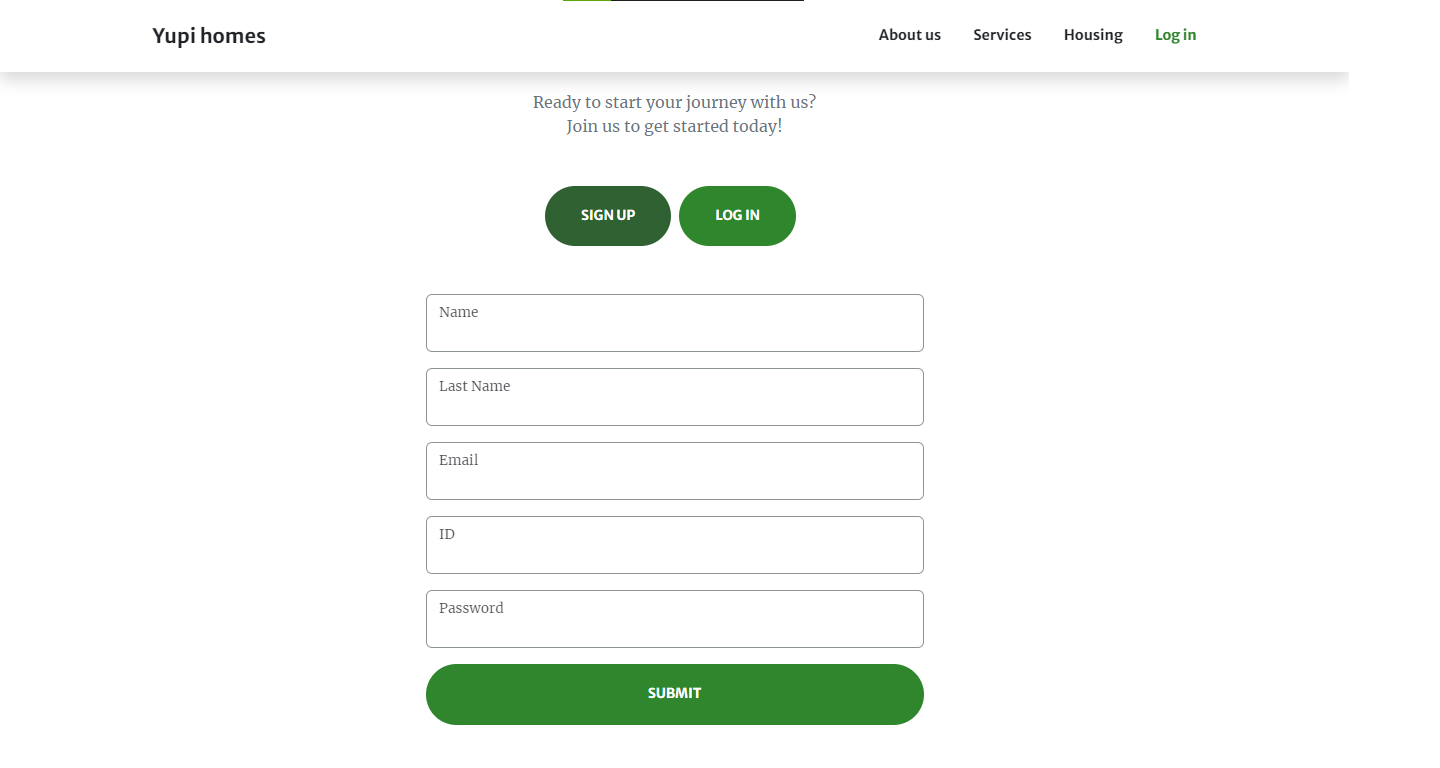 Yupi homes
About us Services Housing Log in
Ready to start your journey with us?
Join us to get started today!
SIGN UP LOG IN
Name
Last Name
Email
ID
Password
SUBMIT